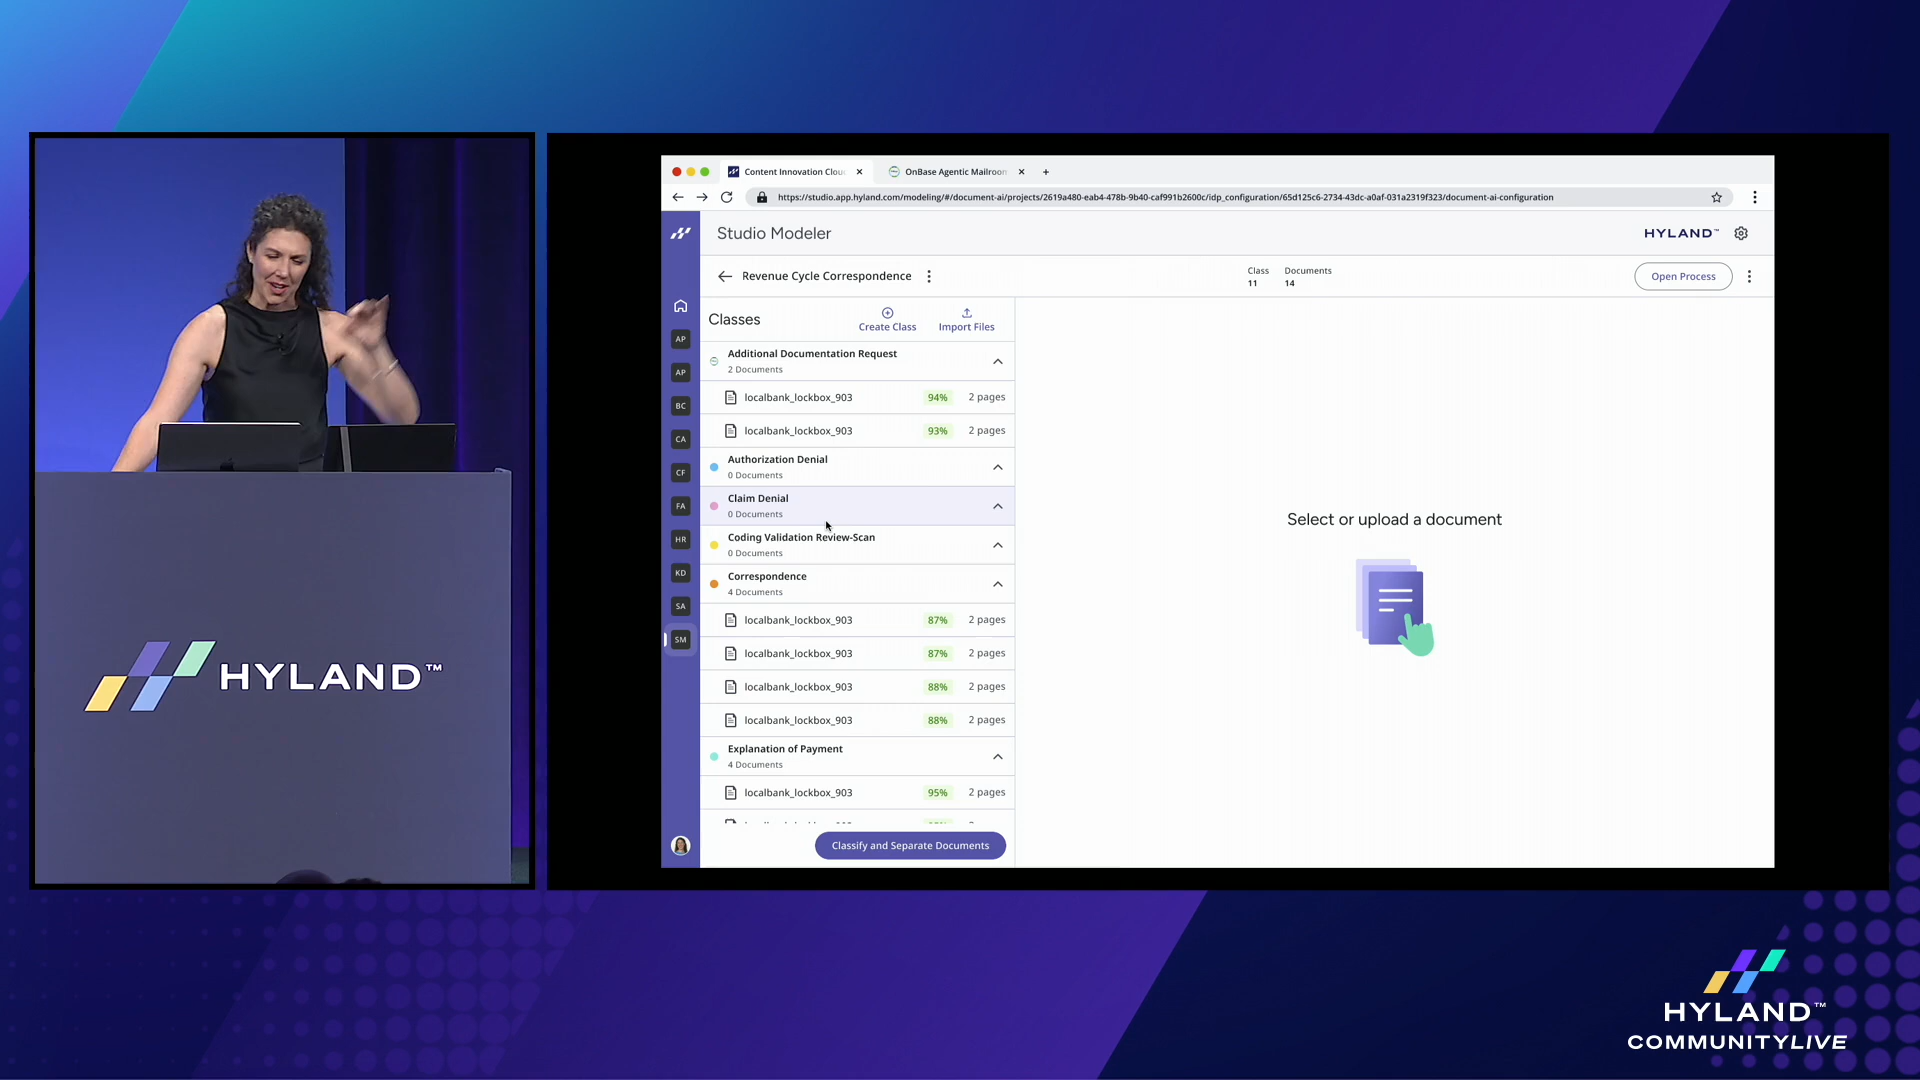 HYLAND™
Content Innovation Clou
OnBase Agentic Mailroom
https://studio.app.hyland.com/modeling/#/document-ai/projects/2619a480-eab4-478b-9b40-caf991b2600c/idp_configuration/65d125c6-2734-43dc-a0af-031a2319f323/document-ai-configuration
Studio Modeler
HYLAND™
Revenue Cycle Correspondence
Class
11
Documents
14
Open Process
AP
AP
BC
CA
CF
FA
HR
KD
SA
SM
Classes
Create Class
Import Files
Additional Documentation Request
2 Documents
localbank_lockbox_903 94% 2 pages
localbank_lockbox_903 93% 2 pages
Authorization Denial
0 Documents
Claim Denial
0 Documents
Coding Validation Review-Scan
0 Documents
Correspondence
4 Documents
localbank_lockbox_903 87% 2 pages
localbank_lockbox_903 87% 2 pages
localbank_lockbox_903 88% 2 pages
localbank_lockbox_903 88% 2 pages
Explanation of Payment
4 Documents
localbank_lockbox_903 95% 2 pages
Classify and Separate Documents
Select or upload a document
HYLAND™
COMMUNITYLIVE